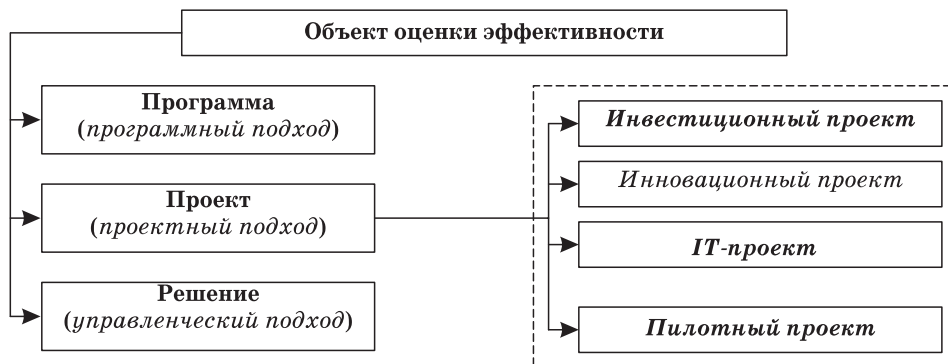 Объект оценки эффективности
Программа
(программный подход)
Проект
(проектный подход)
Решение
(управленческий подход)
Инвестиционный проект
Инновационный проект
IT-проект
Пилотный проект